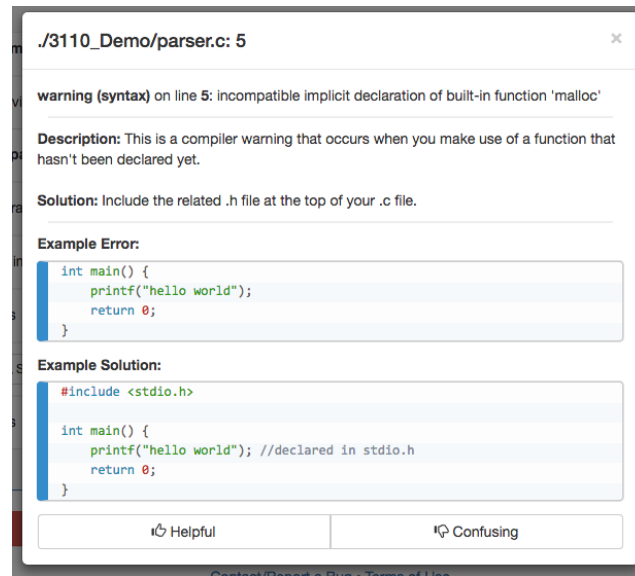 ./3110_Demo/parser.c: 5
×
warning (syntax) on line 5: incompatible implicit declaration of built-in function 'malloc'
Description: This is a compiler warning that occurs when you make use of a function that
hasn't been declared yet.
Solution: Include the related .h file at the top of your .c file.
Example Error:
int main() {
    printf("hello world");
    return 0;
}
Example Solution:
#include <stdio.h>

int main() {
    printf("hello world"); //declared in stdio.h
    return 0;
}
Helpful
Confusing